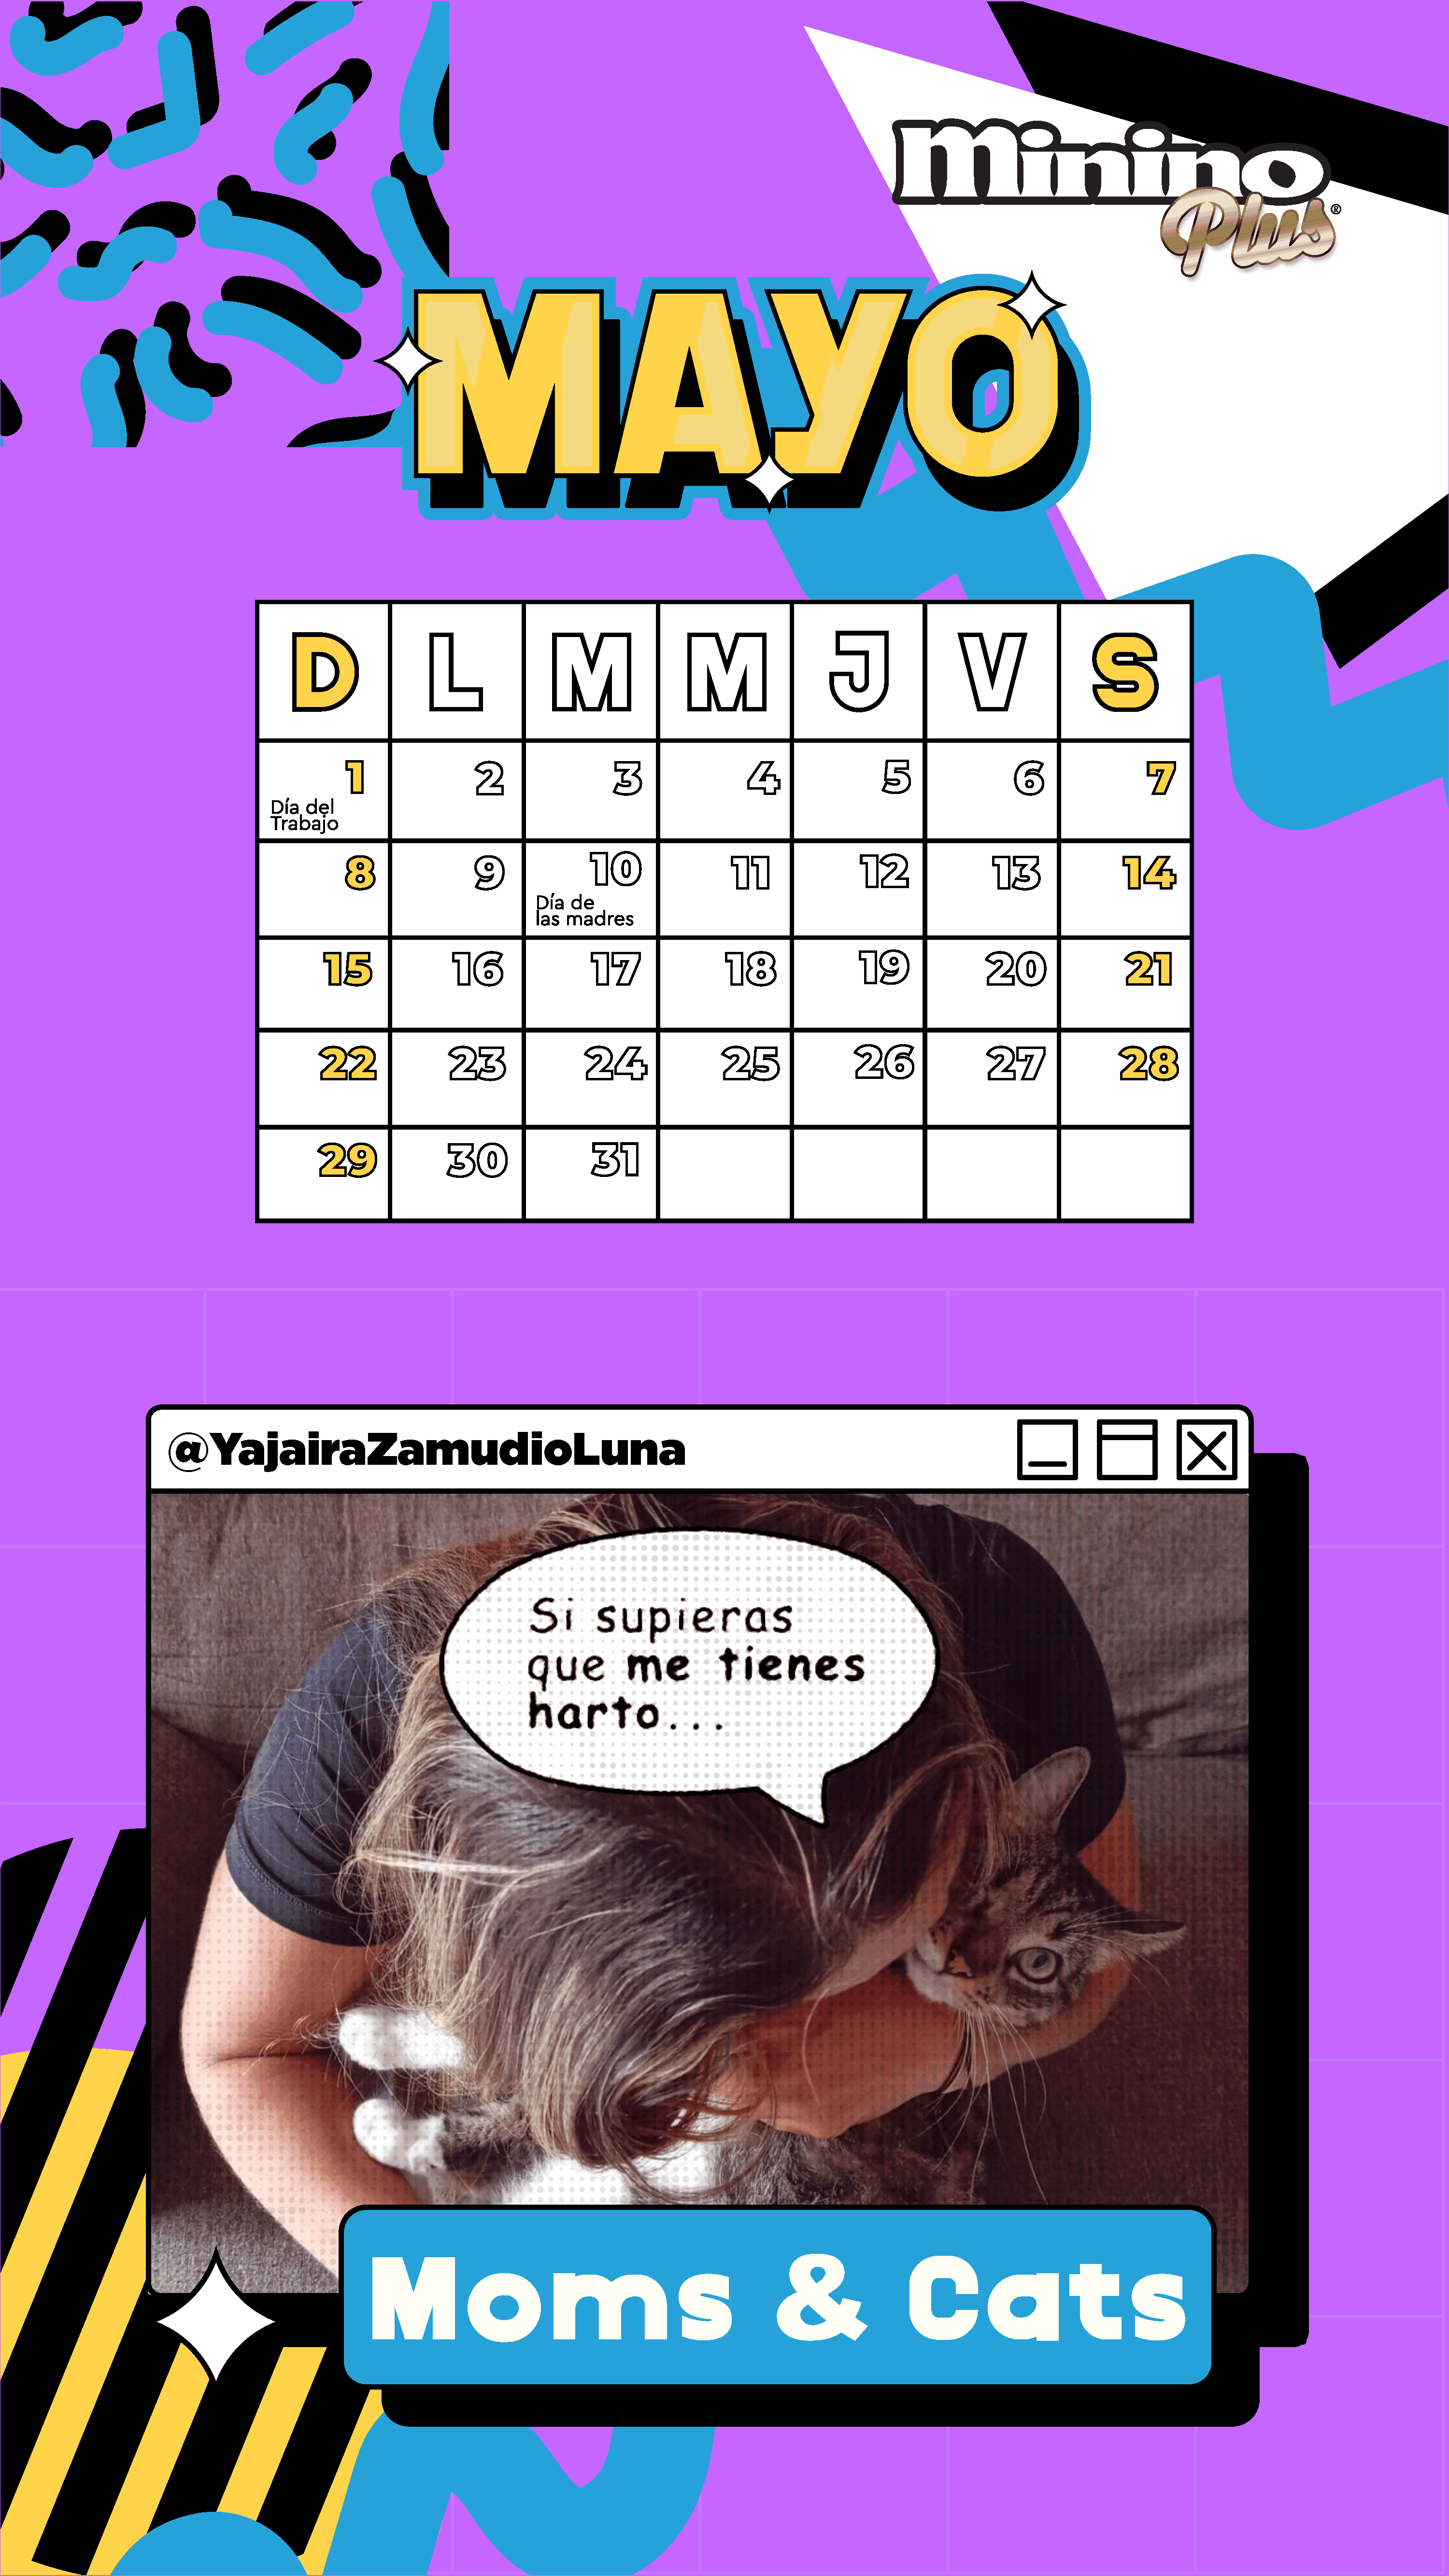 minino
Plus®
MAYO
D L M M J V S
1 2 3 4 5 6 7
Día del
Trabajo
8 9 10 11 12 13 14
Día de
las madres
15 16 17 18 19 20 21
22 23 24 25 26 27 28
29 30 31
@YajairaZamudioLuna
Si supieras
que me tienes
harto...
Moms & Cats